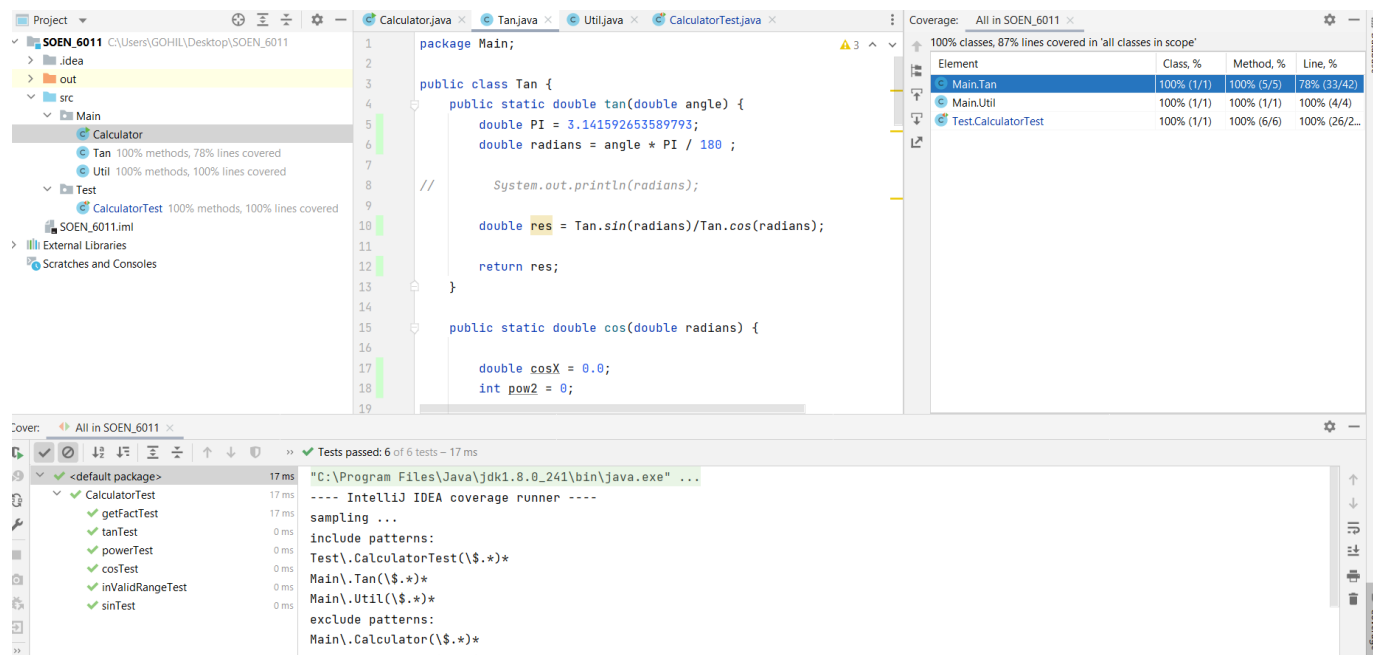 Project
SOEN_6011 C:\Users\GOHIL\Desktop\SOEN_6011
.idea
out
src
Main
Calculator
Tan 100% methods, 78% lines covered
Util 100% methods, 100% lines covered
Test
CalculatorTest 100% methods, 100% lines covered
SOEN_6011.iml
External Libraries
Scratches and Consoles
Calculator.java Tan.java Util.java CalculatorTest.java
1 package Main;
3
2
3 public class Tan {
4 public static double tan(double angle) {
5 double PI = 3.141592653589793;
6 double radians = angle * PI / 180 ;
7
8 // System.out.println(radians);
9
10 double res = Tan.sin(radians)/Tan.cos(radians);
11
12 return res;
13 }
14
15 public static double cos(double radians) {
16
17 double cosX = 0.0;
18 int pow2 = 0;
19
Coverage: All in SOEN_6011
100% classes, 87% lines covered in 'all classes in scope'
Element Class, % Method, % Line, %
Main.Tan 100% (1/1) 100% (5/5) 78% (33/42)
Main.Util 100% (1/1) 100% (1/1) 100% (4/4)
Test.CalculatorTest 100% (1/1) 100% (6/6) 100% (26/2...
Cover: All in SOEN_6011
Tests passed: 6 of 6 tests – 17 ms
<default package> 17 ms
CalculatorTest 17 ms
getFactTest 17 ms
tanTest 0 ms
powerTest 0 ms
cosTest 0 ms
inValidRangeTest 0 ms
sinTest 0 ms
"C:\Program Files\Java\jdk1.8.0_241\bin\java.exe" ...
---- IntelliJ IDEA coverage runner ----
sampling ...
include patterns:
Test\.CalculatorTest(\$.*)*
Main\.Tan(\$.*)*
Main\.Util(\$.*)*
exclude patterns:
Main\.Calculator(\$.*)*